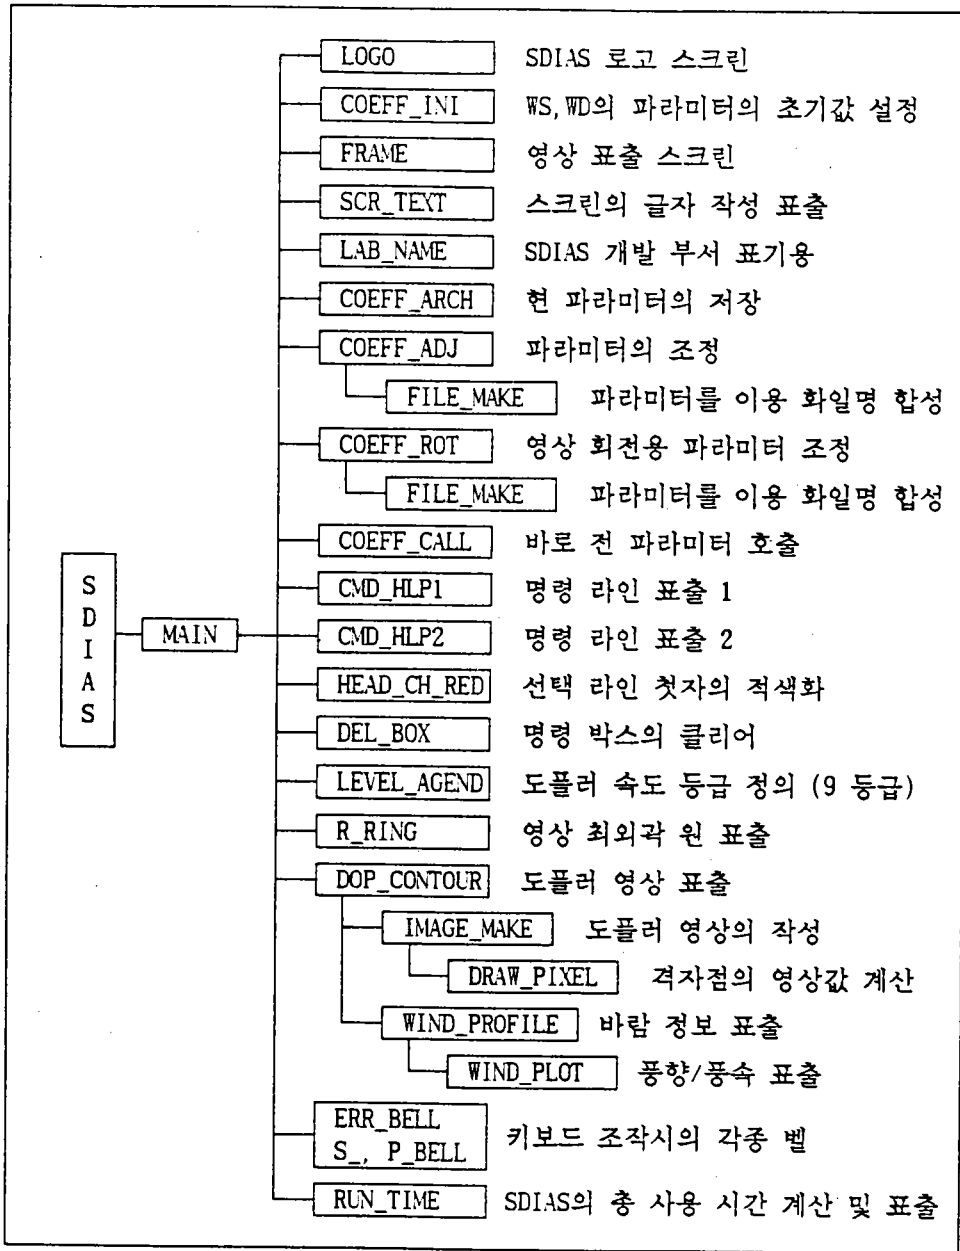 LOGO SDIAS 로고 스크린
COEFF_INI WS,WD의 파라미터의 초기값 설정
FRAME 영상 표출 스크린
SCR_TEXT 스크린의 글자 작성 표출
LAB_NAME SDIAS 개발 부서 표기용
COEFF_ARCH 현 파라미터의 저장
COEFF_ADJ 파라미터의 조정
FILE_MAKE 파라미터를 이용 화일명 합성
COEFF_ROT 영상 회전용 파라미터 조정
FILE_MAKE 파라미터를 이용 화일명 합성
COEFF_CALL 바로 전 파라미터 호출
CMD_HLP1 명령 라인 표출 1
SDIAS MAIN CMD_HLP2 명령 라인 표출 2
HEAD_CH_RED 선택 라인 첫자의 적색화
DEL_BOX 명령 박스의 클리어
LEVEL_AGEND 도플러 속도 등급 정의 (9 등급)
R_RING 영상 최외곽 원 표출
DOP_CONTOUR 도플러 영상 표출
IMAGE_MAKE 도플러 영상의 작성
DRAW_PIXEL 격자점의 영상값 계산
WIND_PROFILE 바람 정보 표출
WIND_PLOT 풍향/풍속 표출
ERR_BELL
S_, P_BELL 키보드 조작시의 각종 벨
RUN_TIME SDIAS의 총 사용 시간 계산 및 표출